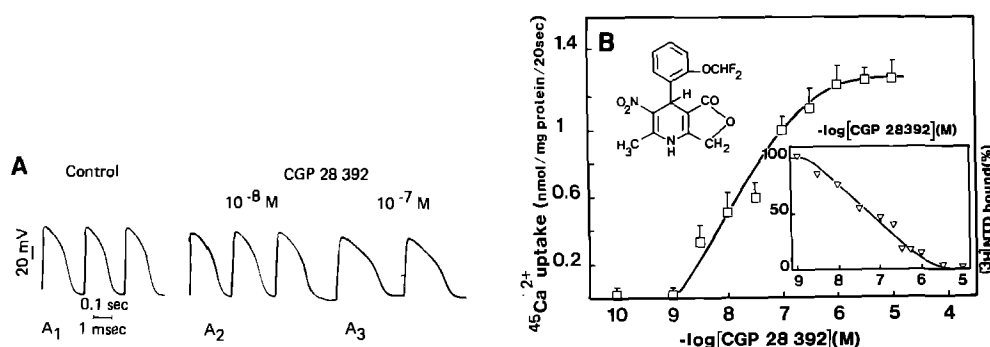 A
Control
CGP 28 392
10⁻⁸ M
10⁻⁷ M
20 mV
0.1 sec
1 msec
A₁
A₂
A₃
B
⁴⁵Ca²⁺ uptake (nmol/mg protein/20sec)
1.4
1.
0.6
0.2
10
9
8
7
6
5
4
-log[CGP 28 392](M)
OCHF₂
H
O₂N
CO
O
H₃C
N
H
CH₂
-log[CGP 28392](M)
100
50
0
9
8
7
6
5
[³H]NTD bound(%)